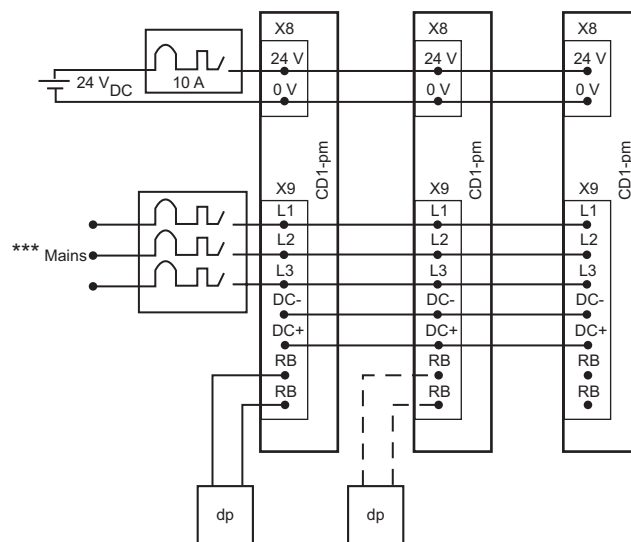 X8 X8 X8
24 V 24 V 24 V
24 V DC 10 A 0 V 0 V 0 V
CD1-pm CD1-pm CD1-pm
X9 X9 X9
L1 L1 L1
L2 L2 L2
*** Mains
L3 L3 L3
DC- DC- DC-
DC+ DC+ DC+
RB RB RB
RB RB RB
dp dp